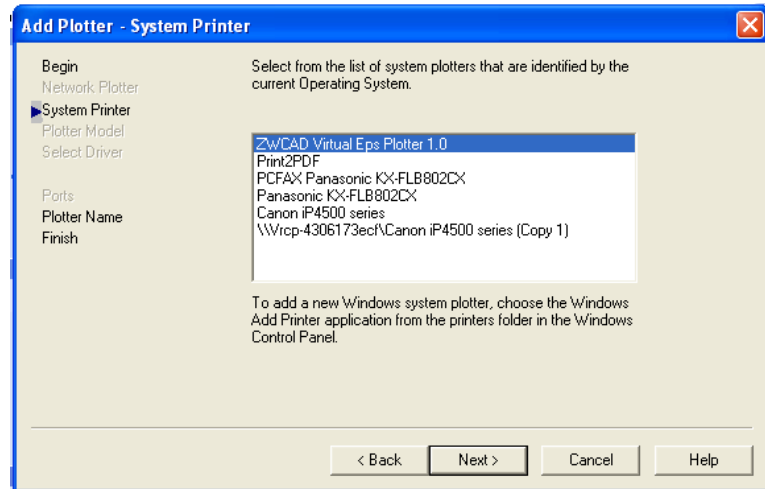 Add Plotter - System Printer
Begin
Network Plotter
System Printer
Plotter Model
Select Driver
Ports
Plotter Name
Finish
Select from the list of system plotters that are identified by the
current Operating System.
ZWCAD Virtual Eps Plotter 1.0
Print2PDF
PCFAX Panasonic KX-FLB802CX
Panasonic KX-FLB802CX
Canon iP4500 series
\\Vrcp-4306173ecf\Canon iP4500 series (Copy 1)
To add a new Windows system plotter, choose the Windows
Add Printer application from the printers folder in the Windows
Control Panel.
< Back
Next >
Cancel
Help